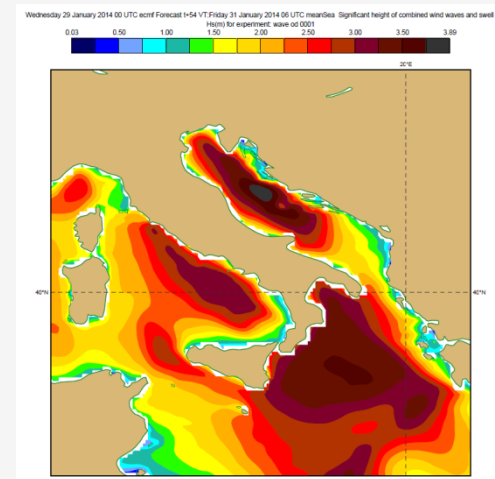 Wednesday 29 January 2014 00 UTC ecmf Forecast t+54 VT:Friday 31 January 2014 06 UTC meanSea Significant height of combined wind waves and swell
Hs(m) for experiment: wave od 0001
0.03 0.50 1.00 1.50 2.00 2.50 3.00 3.50 3.89
20°E
40°N 40°N